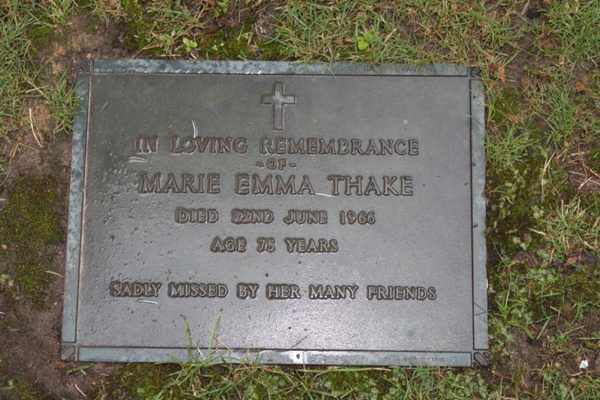 IN LOVING REMEMBRANCE
- OF -
MARIE EMMA THAKE
DIED 22ND JUNE 1966
AGE 75 YEARS
SADLY MISSED BY HER MANY FRIENDS